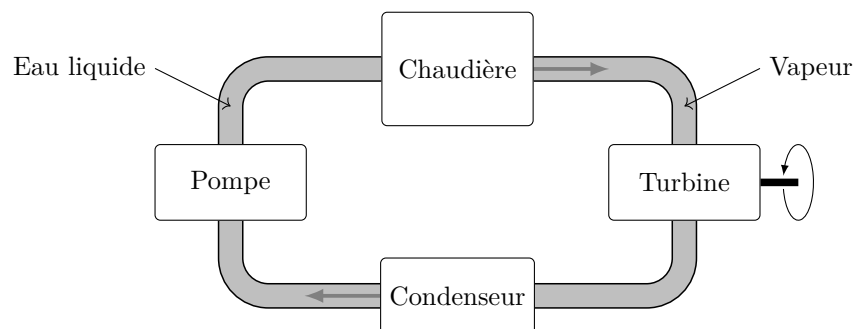 Chaudière
Eau liquide
Vapeur
Pompe
Turbine
Condenseur